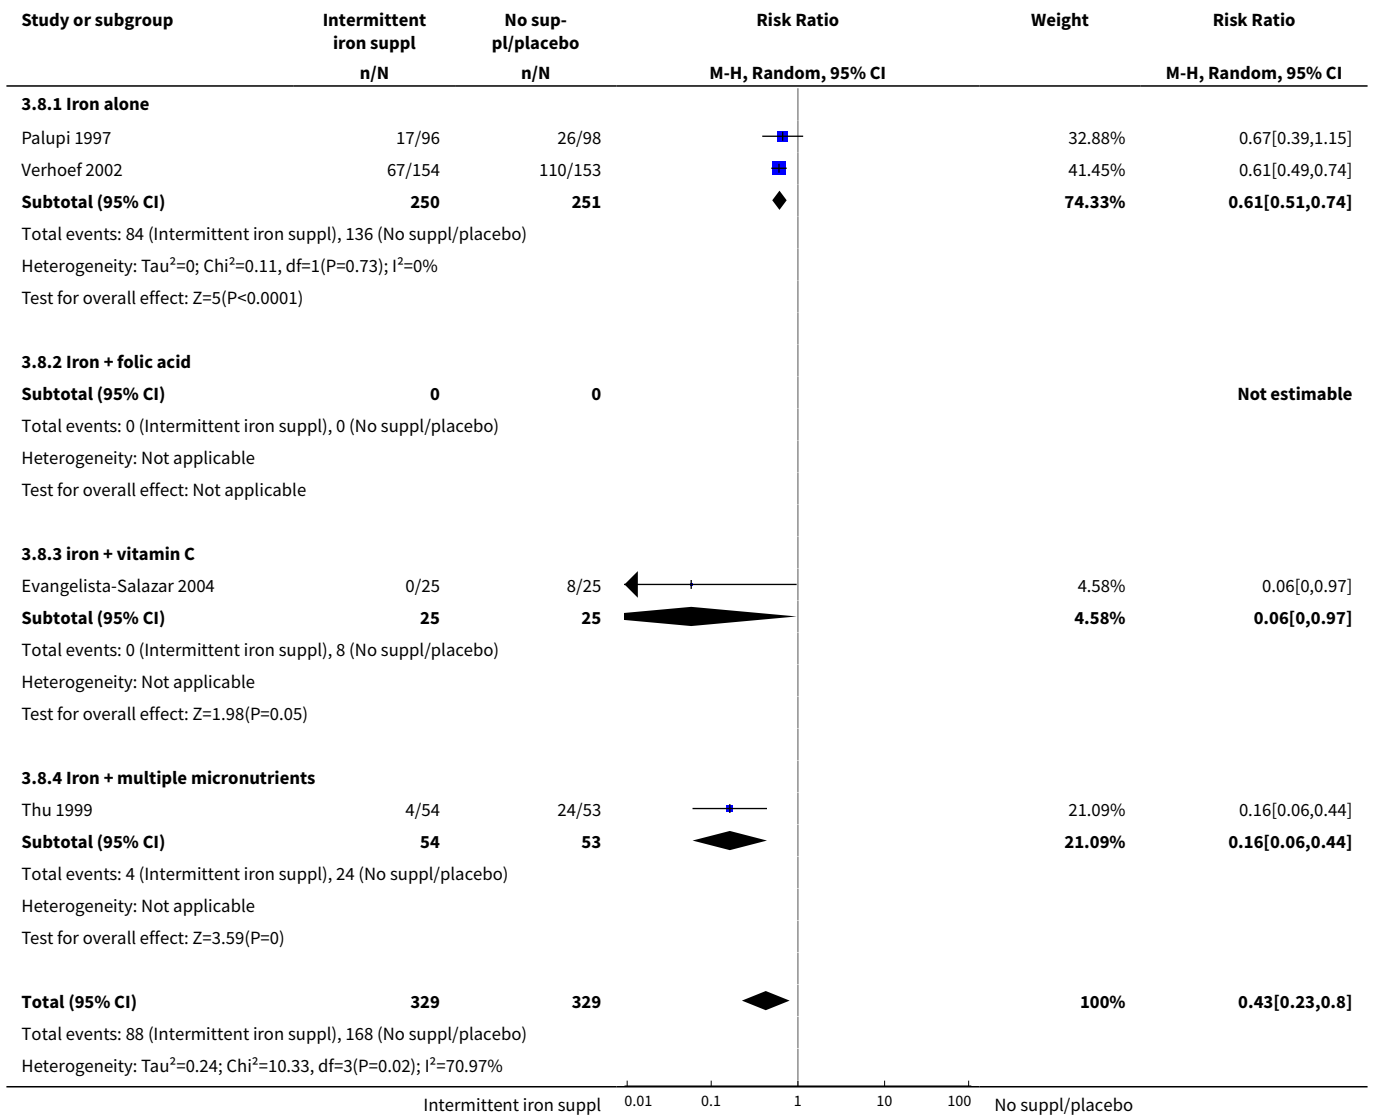 Study or subgroup Intermittent iron suppl No sup-pl/placebo Risk Ratio Weight Risk Ratio
n/N n/N M-H, Random, 95% CI M-H, Random, 95% CI
3.8.1 Iron alone
Palupi 1997 17/96 26/98 32.88% 0.67[0.39,1.15]
Verhoef 2002 67/154 110/153 41.45% 0.61[0.49,0.74]
Subtotal (95% CI) 250 251 74.33% 0.61[0.51,0.74]
Total events: 84 (Intermittent iron suppl), 136 (No suppl/placebo)
Heterogeneity: Tau²=0; Chi²=0.11, df=1(P=0.73); I²=0%
Test for overall effect: Z=5(P<0.0001)
3.8.2 Iron + folic acid
Subtotal (95% CI) 0 0 Not estimable
Total events: 0 (Intermittent iron suppl), 0 (No suppl/placebo)
Heterogeneity: Not applicable
Test for overall effect: Not applicable
3.8.3 iron + vitamin C
Evangelista-Salazar 2004 0/25 8/25 4.58% 0.06[0,0.97]
Subtotal (95% CI) 25 25 4.58% 0.06[0,0.97]
Total events: 0 (Intermittent iron suppl), 8 (No suppl/placebo)
Heterogeneity: Not applicable
Test for overall effect: Z=1.98(P=0.05)
3.8.4 Iron + multiple micronutrients
Thu 1999 4/54 24/53 21.09% 0.16[0.06,0.44]
Subtotal (95% CI) 54 53 21.09% 0.16[0.06,0.44]
Total events: 4 (Intermittent iron suppl), 24 (No suppl/placebo)
Heterogeneity: Not applicable
Test for overall effect: Z=3.59(P=0)
Total (95% CI) 329 329 100% 0.43[0.23,0.8]
Total events: 88 (Intermittent iron suppl), 168 (No suppl/placebo)
Heterogeneity: Tau²=0.24; Chi²=10.33, df=3(P=0.02); I²=70.97%
Intermittent iron suppl 0.01 0.1 1 10 100 No suppl/placebo